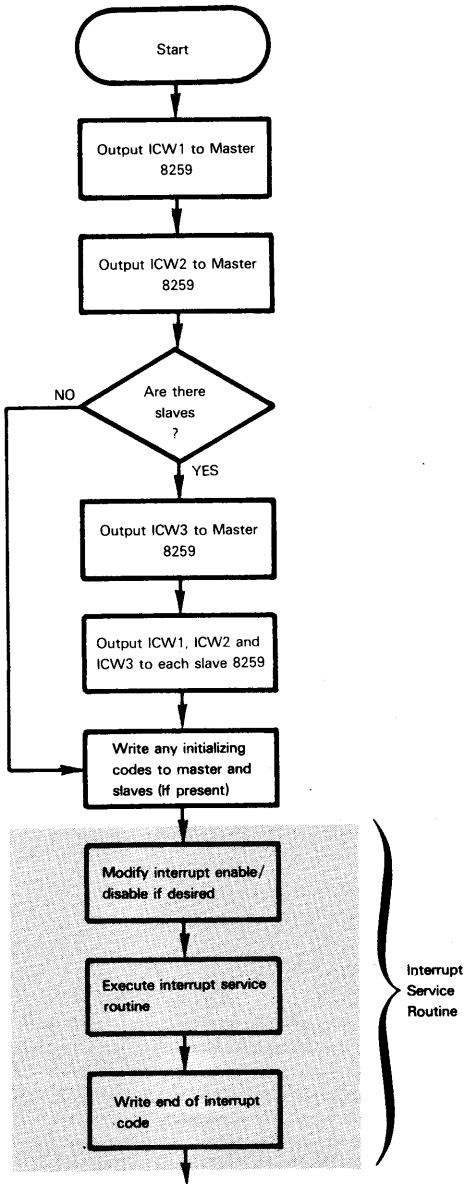 Start
Output ICW1 to Master
8259
Output ICW2 to Master
8259
Are there
slaves
?
NO
YES
Output ICW3 to Master
8259
Output ICW1, ICW2 and
ICW3 to each slave 8259
Write any initializing
codes to master and
slaves (if present)
Modify interrupt enable/
disable if desired
Execute interrupt service
routine
Write end of interrupt
code
Interrupt
Service
Routine